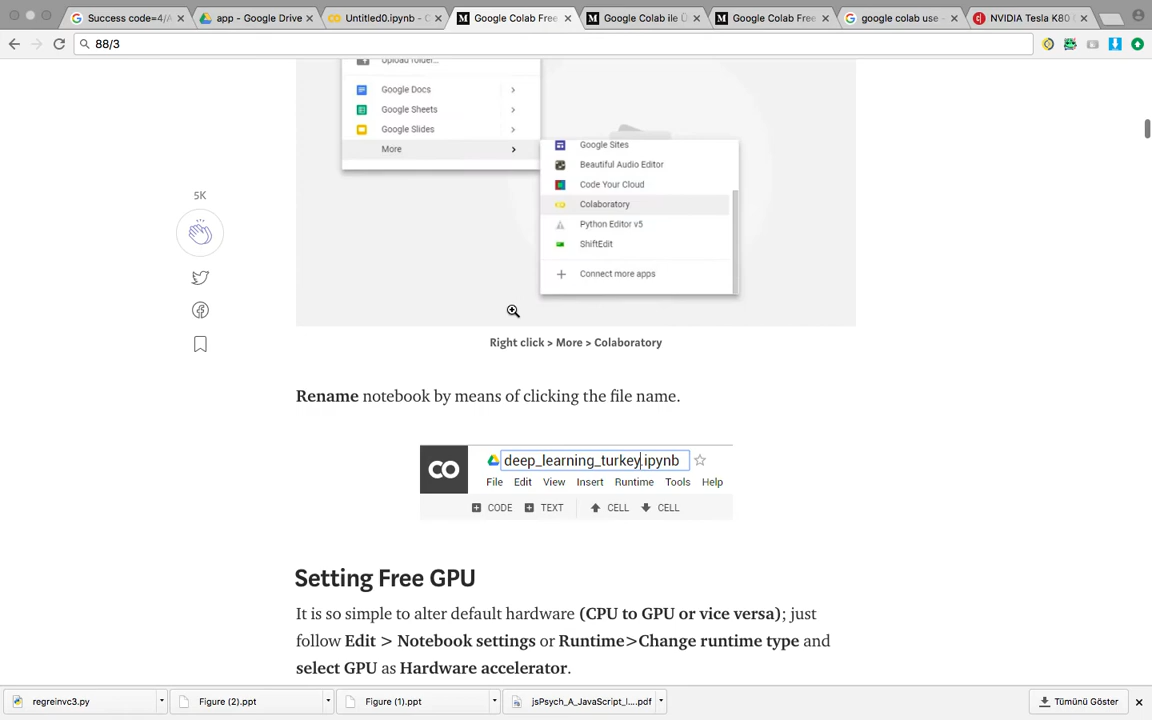 Success code=4/A
app - Google Drive
Untitled0.ipynb - C
Google Colab Free
Google Colab ile Ü
Google Colab Free
google colab use -
NVIDIA Tesla K80
88/3
Upload folder...
Google Docs
Google Sheets
Google Slides
More
Google Sites
Beautiful Audio Editor
Code Your Cloud
Colaboratory
Python Editor v5
ShiftEdit
Connect more apps
5K
Right click > More > Colaboratory
Rename notebook by means of clicking the file name.
CO
deep_learning_turkey.ipynb
File Edit View Insert Runtime Tools Help
CODE TEXT CELL CELL
Setting Free GPU
It is so simple to alter default hardware (CPU to GPU or vice versa); just
follow Edit > Notebook settings or Runtime>Change runtime type and
select GPU as Hardware accelerator.
regreinvc3.py
Figure (2).ppt
Figure (1).ppt
jsPsych_A_JavaScript_l....pdf
Tümünü Göster